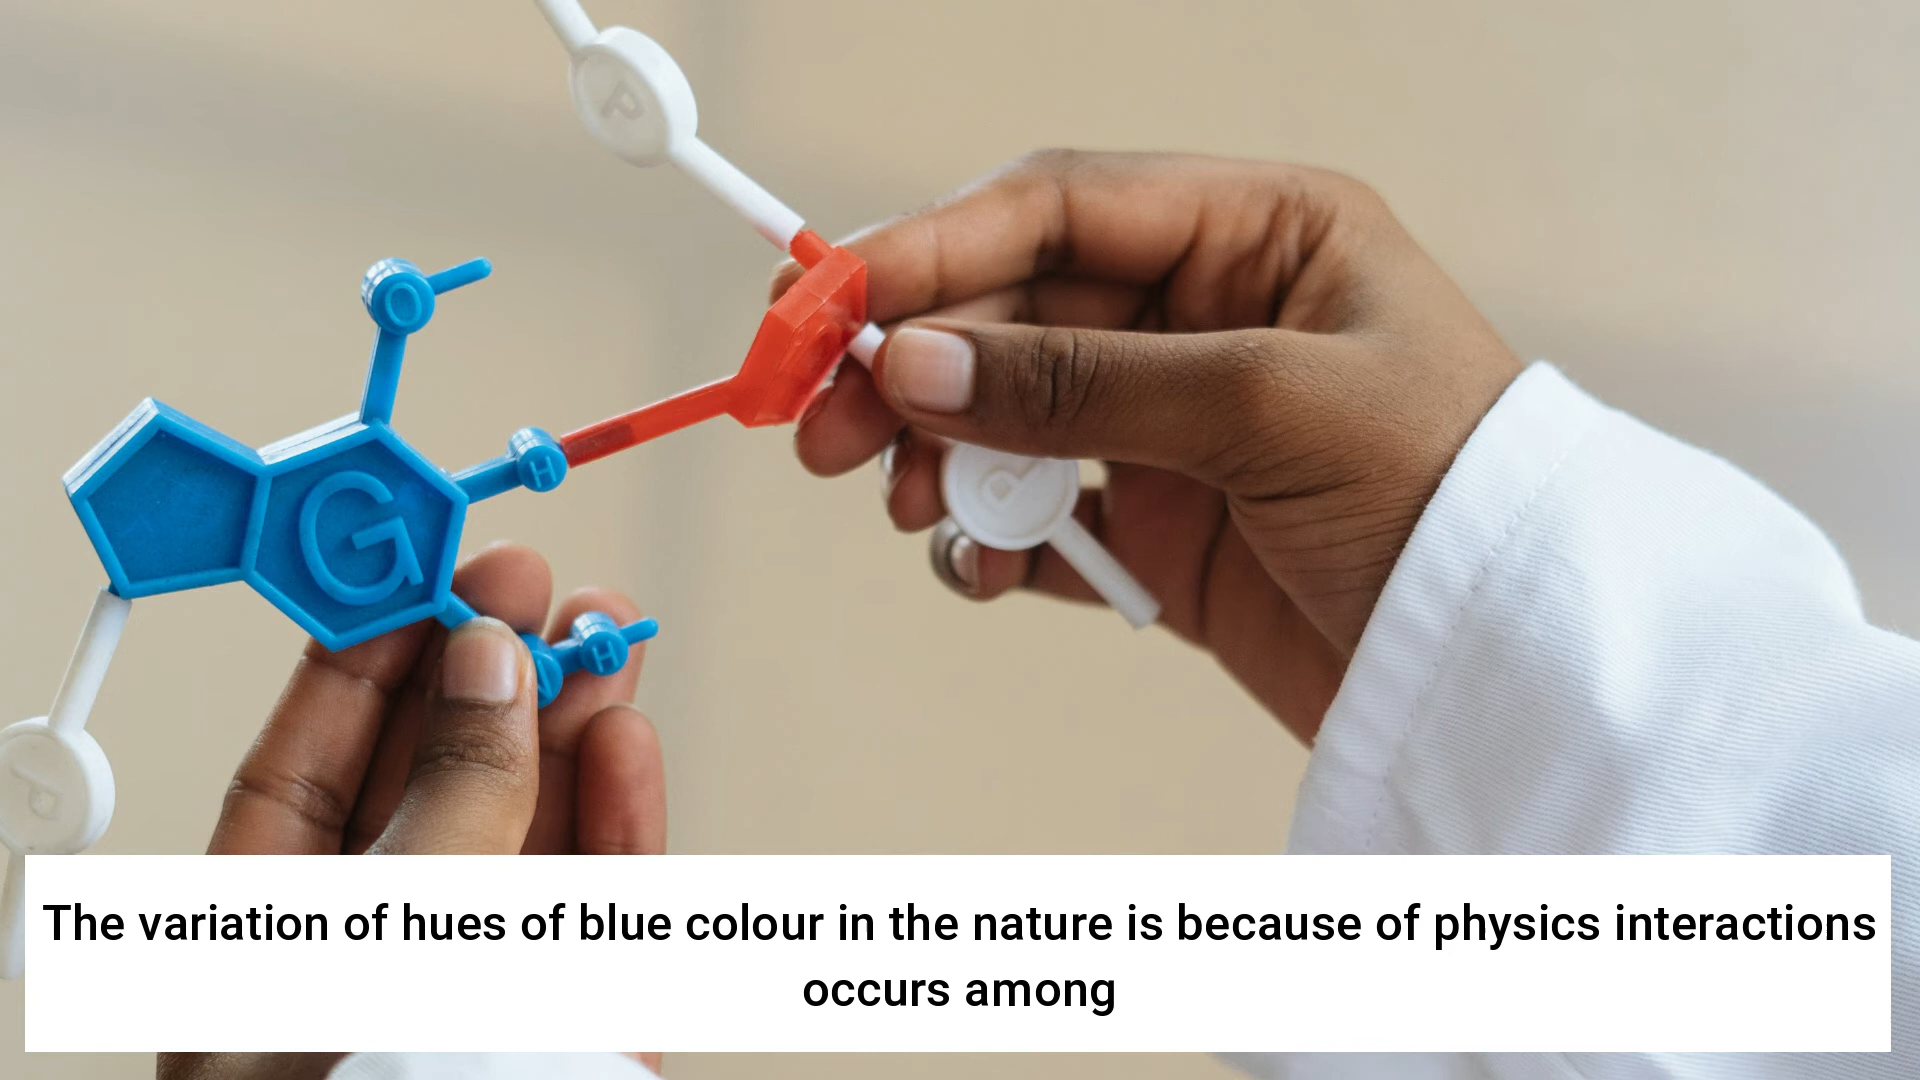 P
O
H
G
P
H
P
The variation of hues of blue colour in the nature is because of physics interactions
occurs among